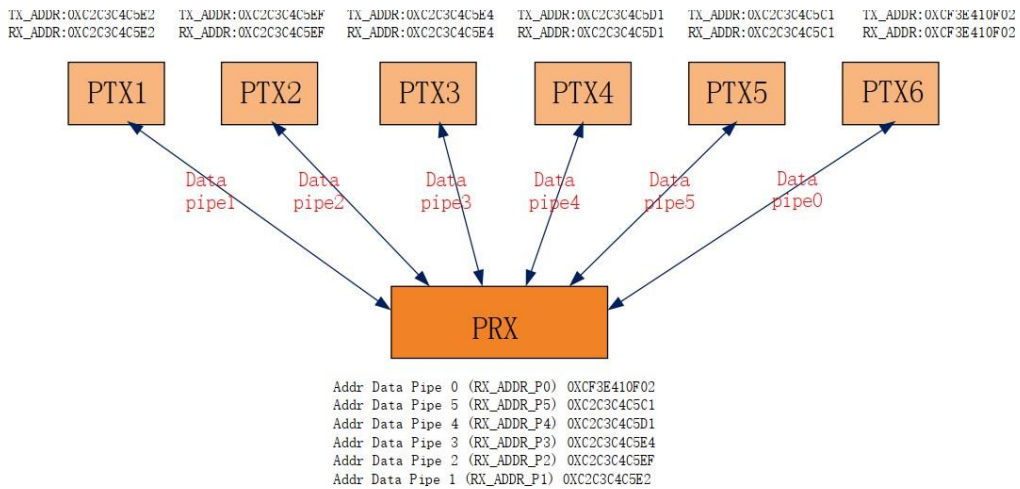 TX_ADDR:0XC2C3C4C5E2 TX_ADDR:0XC2C3C4C5EF TX_ADDR:0XC2C3C4C5E4 TX_ADDR:0XC2C3C4C5D1 TX_ADDR:0XC2C3C4C5C1 TX_ADDR:0XCF3E410F02
RX_ADDR:0XC2C3C4C5E2 RX_ADDR:0XC2C3C4C5EF RX_ADDR:0XC2C3C4C5E4 RX_ADDR:0XC2C3C4C5D1 RX_ADDR:0XC2C3C4C5C1 RX_ADDR:0XCF3E410F02
PTX1 PTX2 PTX3 PTX4 PTX5 PTX6
Data Data Data Data Data Data
pipe1 pipe2 pipe3 pipe4 pipe5 pipe0
PRX
Addr Data Pipe 0 (RX_ADDR_P0) 0XCF3E410F02
Addr Data Pipe 5 (RX_ADDR_P5) 0XC2C3C4C5C1
Addr Data Pipe 4 (RX_ADDR_P4) 0XC2C3C4C5D1
Addr Data Pipe 3 (RX_ADDR_P3) 0XC2C3C4C5E4
Addr Data Pipe 2 (RX_ADDR_P2) 0XC2C3C4C5EF
Addr Data Pipe 1 (RX_ADDR_P1) 0XC2C3C4C5E2